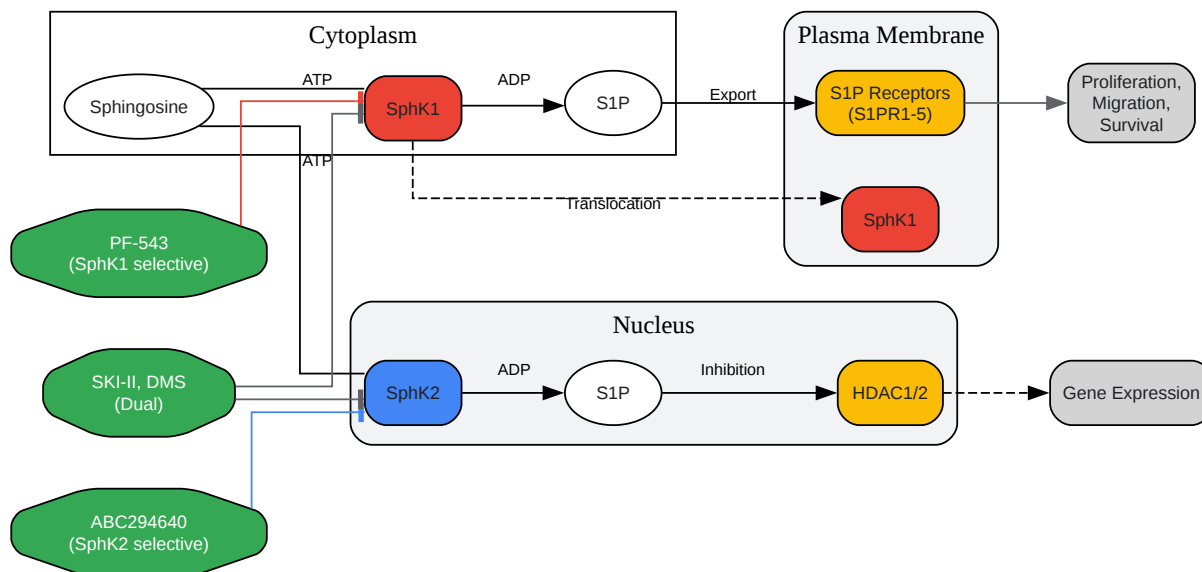 Cytoplasm
Plasma Membrane
Sphingosine
ATP
SphK1
ADP
S1P
Export
S1P Receptors
(S1PR1-5)
Proliferation,
Migration,
Survival
ATP
Translocation
SphK1
PF-543
(SphK1 selective)
Nucleus
SKI-II, DMS
(Dual)
SphK2
ADP
S1P
Inhibition
HDAC1/2
Gene Expression
ABC294640
(SphK2 selective)